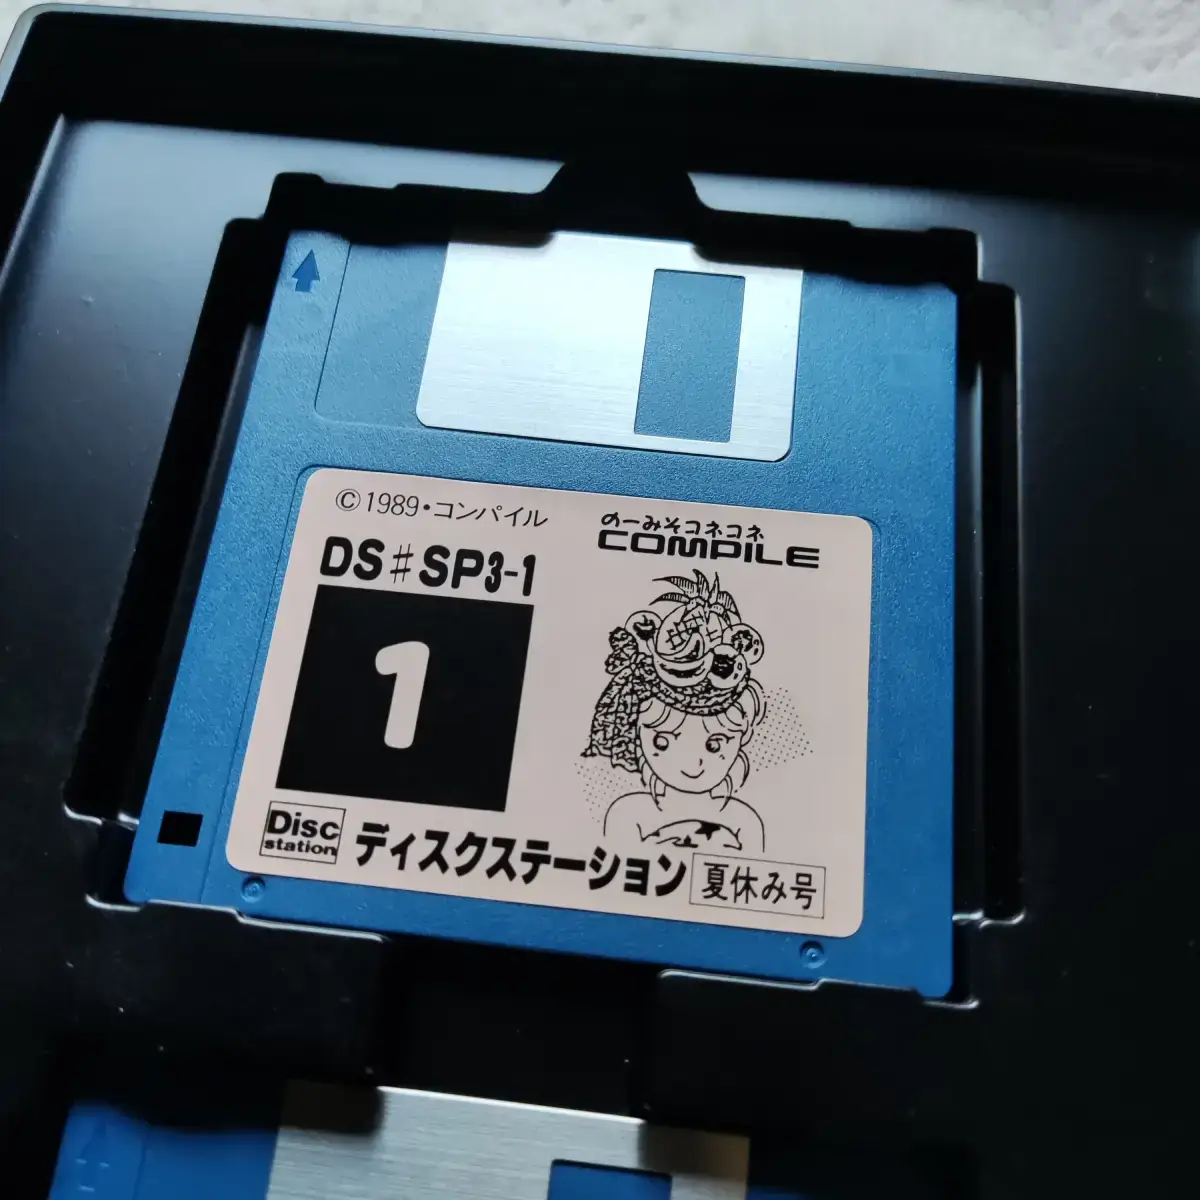 ©1989・コンパイル
のーみそコネコネ
COMPILE
DS♯SP3-1
1
Disc
station
ディスクステーション
夏休み号